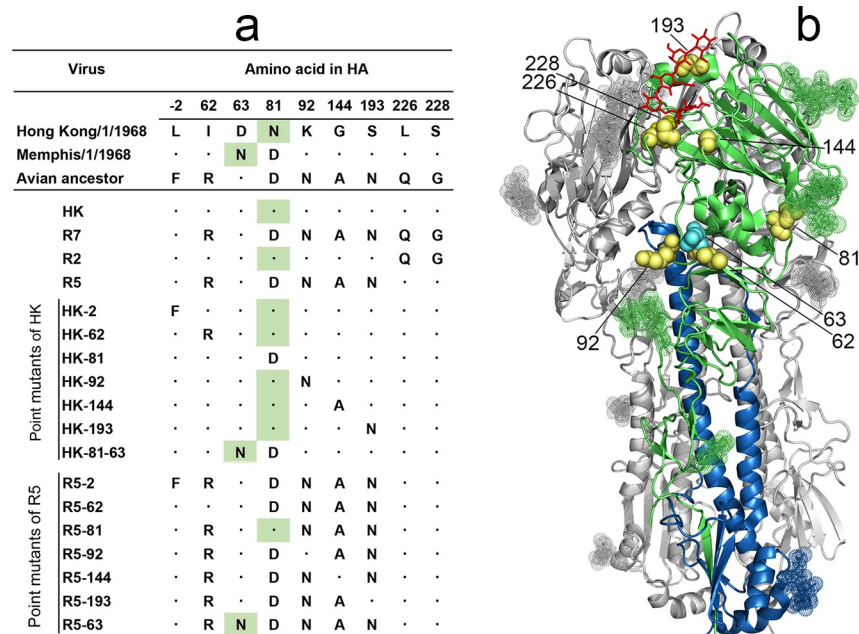 a
Virus Amino acid in HA
-2 62 63 81 92 144 193 226 228
Hong Kong/1/1968 L I D N K G S L S
Memphis/1/1968 · · N D · · · · ·
Avian ancestor F R · D N A N Q G
HK · · · · · · · · ·
R7 · R · D N A N Q G
R2 · · · · · · · Q G
R5 · R · D N A N · ·
Point mutants of HK
HK-2 F · · · · · · · ·
HK-62 · R · · · · · · ·
HK-81 · · · D · · · · ·
HK-92 · · · · N · · · ·
HK-144 · · · · · A · · ·
HK-193 · · · · · · N · ·
HK-81-63 · · N D · · · · ·
Point mutants of R5
R5-2 F R · D N A N · ·
R5-62 · · · D N A N · ·
R5-81 · R · · N A N · ·
R5-92 · R · D · A N · ·
R5-144 · R · D N · N · ·
R5-193 · R · D N A · · ·
R5-63 · R N D N A N · ·
b
193
228
226
144
81
63
62
92